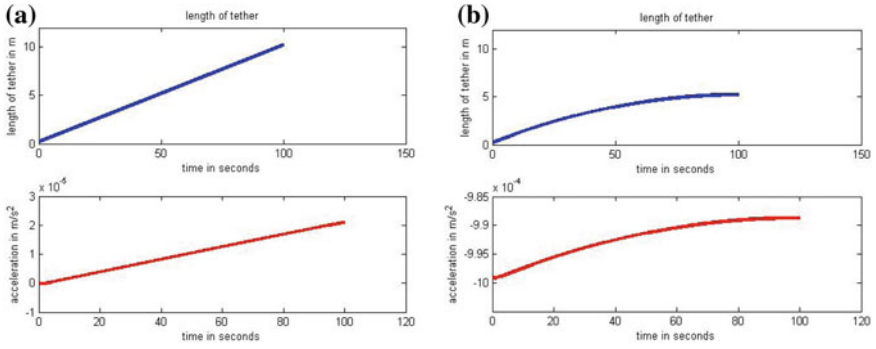 (a)
length of tether
length of tether in m
10
5
0
0 50 100 150
time in seconds
x 10⁻⁵
acceleration in m/s²
3
2
1
0
-1
0 20 40 60 80 100 120
time in seconds
(b)
length of tether
length of tether in m
10
5
0
0 50 100 150
time in seconds
x 10⁻⁴
acceleration in m/s²
-9.85
-9.9
-9.95
-10
0 20 40 60 80 100 120
time in seconds